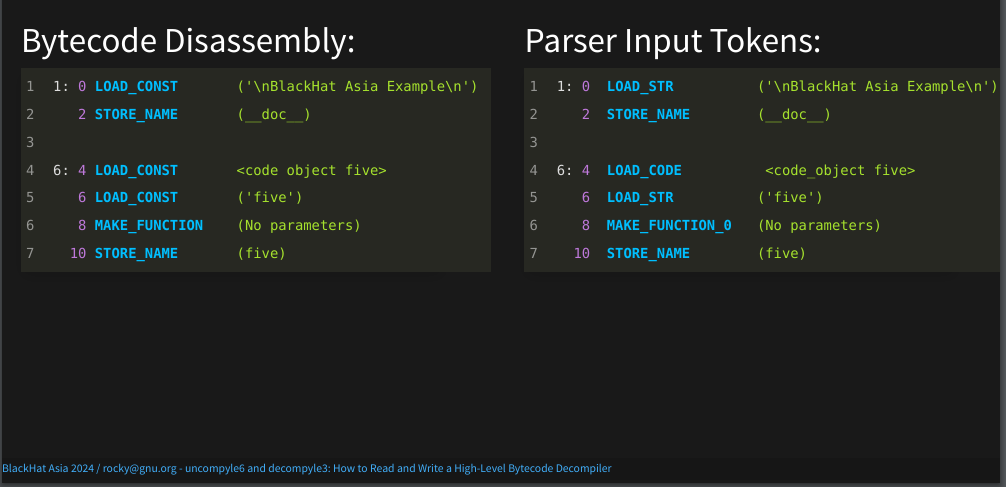 Bytecode Disassembly:
1 1: 0 LOAD_CONST ('\nBlackHat Asia Example\n')
2 2 STORE_NAME (__doc__)
3
4 6: 4 LOAD_CONST <code object five>
5 6 LOAD_CONST ('five')
6 8 MAKE_FUNCTION (No parameters)
7 10 STORE_NAME (five)
Parser Input Tokens:
1 1: 0 LOAD_STR ('\nBlackHat Asia Example\n')
2 2 STORE_NAME (__doc__)
3
4 6: 4 LOAD_CODE <code_object five>
5 6 LOAD_STR ('five')
6 8 MAKE_FUNCTION_0 (No parameters)
7 10 STORE_NAME (five)
BlackHat Asia 2024 / rocky@gnu.org - uncompyle6 and decompyle3: How to Read and Write a High-Level Bytecode Decompiler